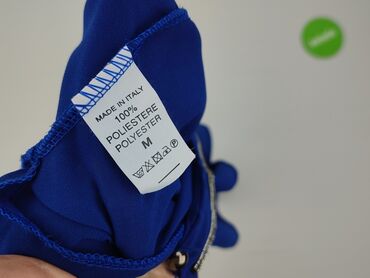 MADE IN ITALY
100%
POLIESTERE
POLYESTER
M